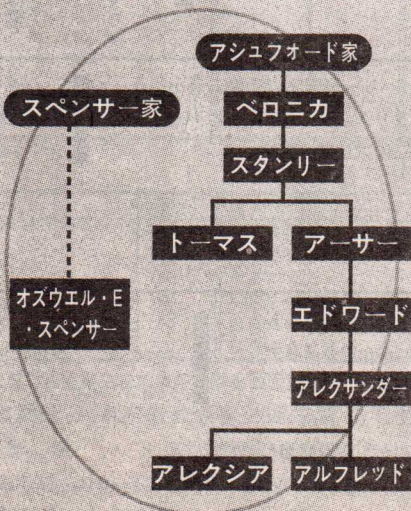 アシュフォード家
スペンサー家
ベロニカ
スタンリー
トーマス
アーサー
オズウエル・E
・スペンサー
エドワード
アレクサンダー
アレクシア
アルフレッド